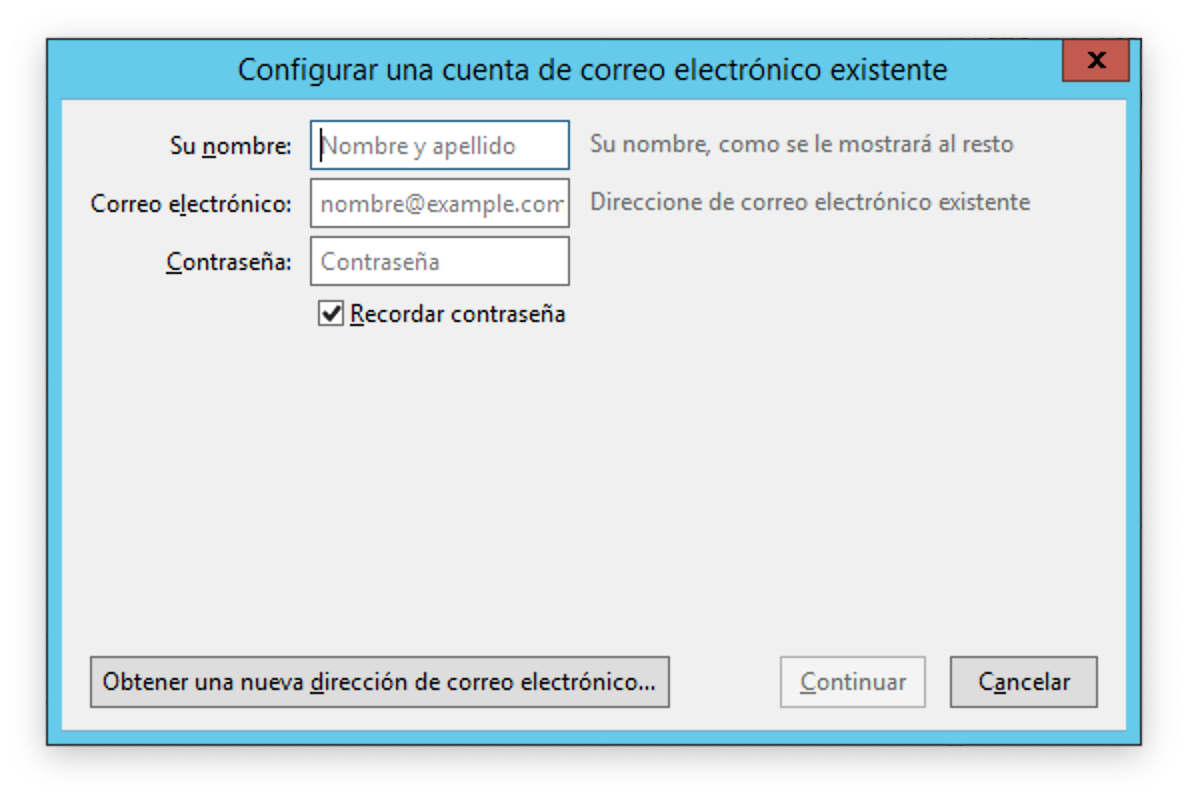 Configurar una cuenta de correo electrónico existente x
Su nombre: Nombre y apellido Su nombre, como se le mostrará al resto
Correo electrónico: nombre@example.com Direccione de correo electrónico existente
Contraseña: Contraseña
Recordar contraseña
Obtener una nueva dirección de correo electrónico... Continuar Cancelar